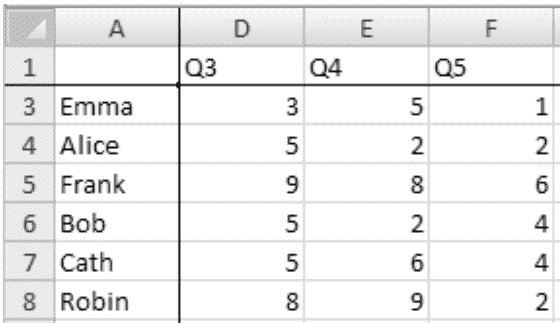 A D E F
1 Q3 Q4 Q5
3 Emma 3 5 1
4 Alice 5 2 2
5 Frank 9 8 6
6 Bob 5 2 4
7 Cath 5 6 4
8 Robin 8 9 2